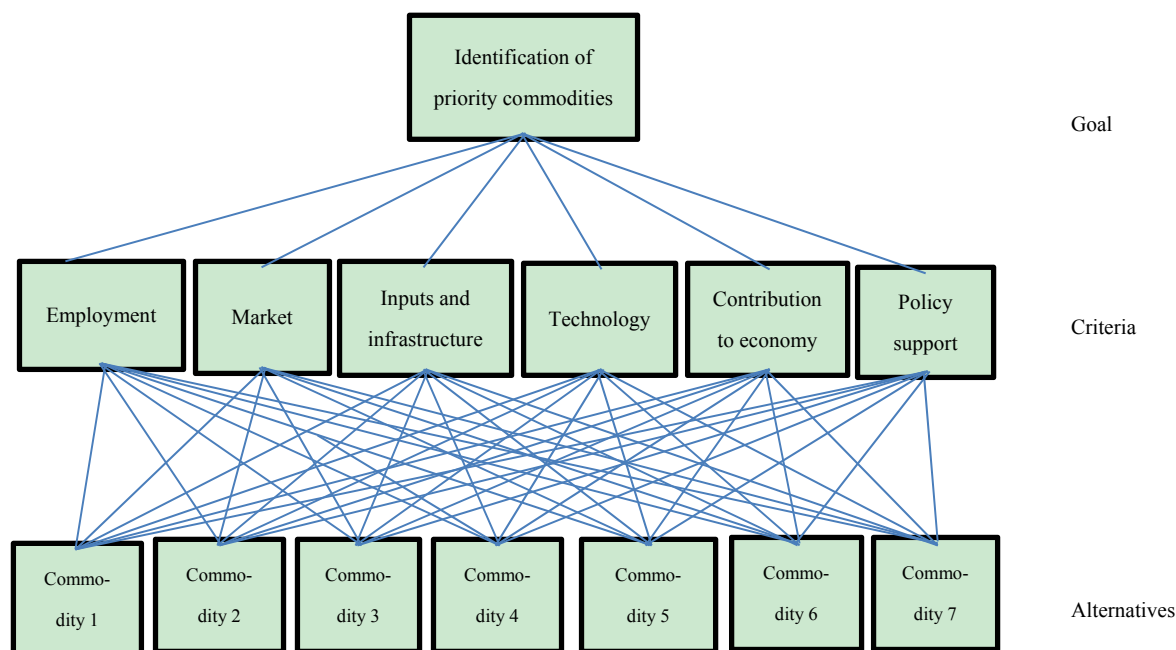 Identification of
priority commodities
Goal
Employment
Market
Inputs and
infrastructure
Technology
Contribution
to economy
Policy
support
Criteria
Commo-
dity 1
Commo-
dity 2
Commo-
dity 3
Commo-
dity 4
Commo-
dity 5
Commo-
dity 6
Commo-
dity 7
Alternatives